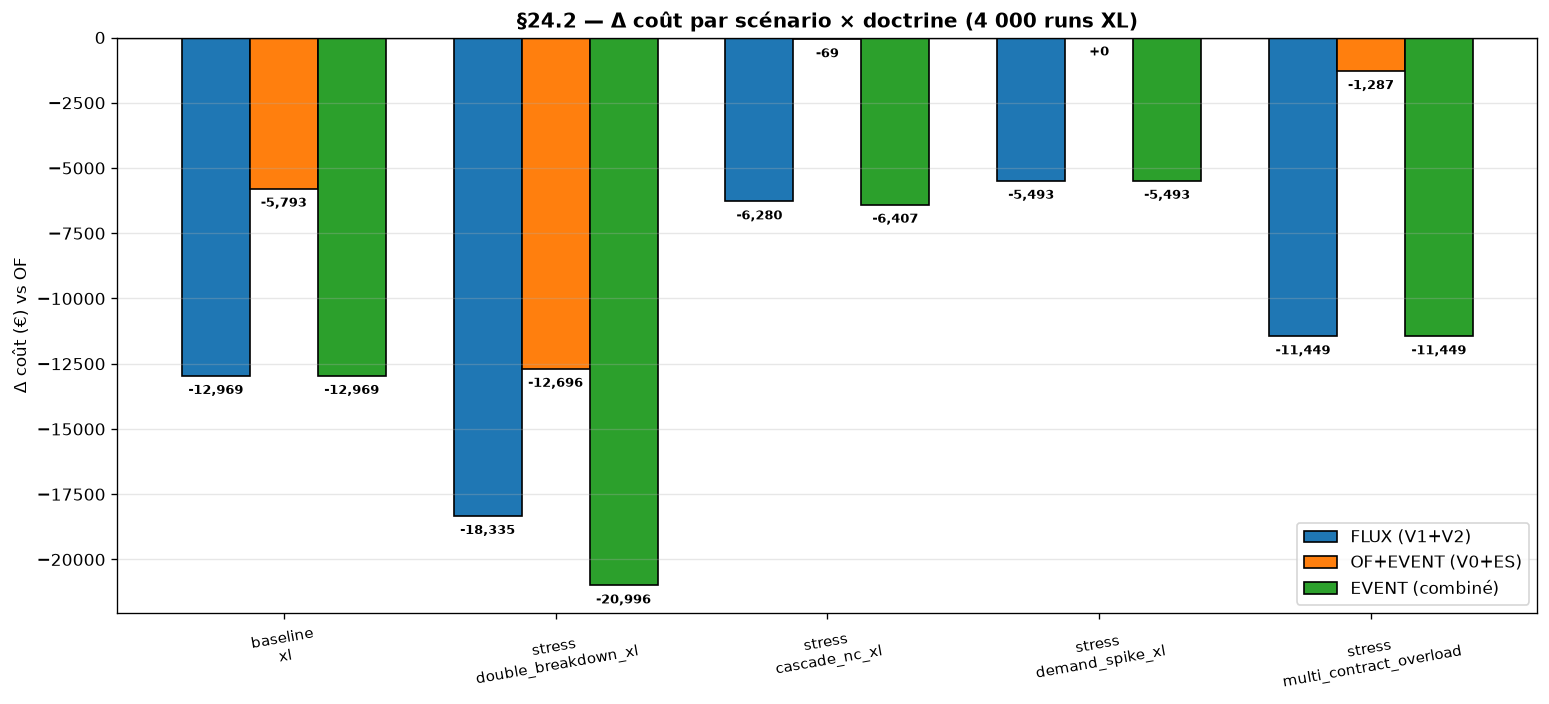 §24.2 — Δ coût par scénario × doctrine (4 000 runs XL)
Δ coût (€) vs OF
0
−2500
−5000
−7500
−10000
−12500
−15000
−17500
−20000
-12,969
-5,793
-12,969
-18,335
-12,696
-20,996
-6,280
-69
-6,407
-5,493
+0
-5,493
-11,449
-1,287
-11,449
FLUX (V1+V2)
OF+EVENT (V0+ES)
EVENT (combiné)
baseline
xl
stress
double_breakdown_xl
stress
cascade_nc_xl
stress
demand_spike_xl
stress
multi_contract_overload